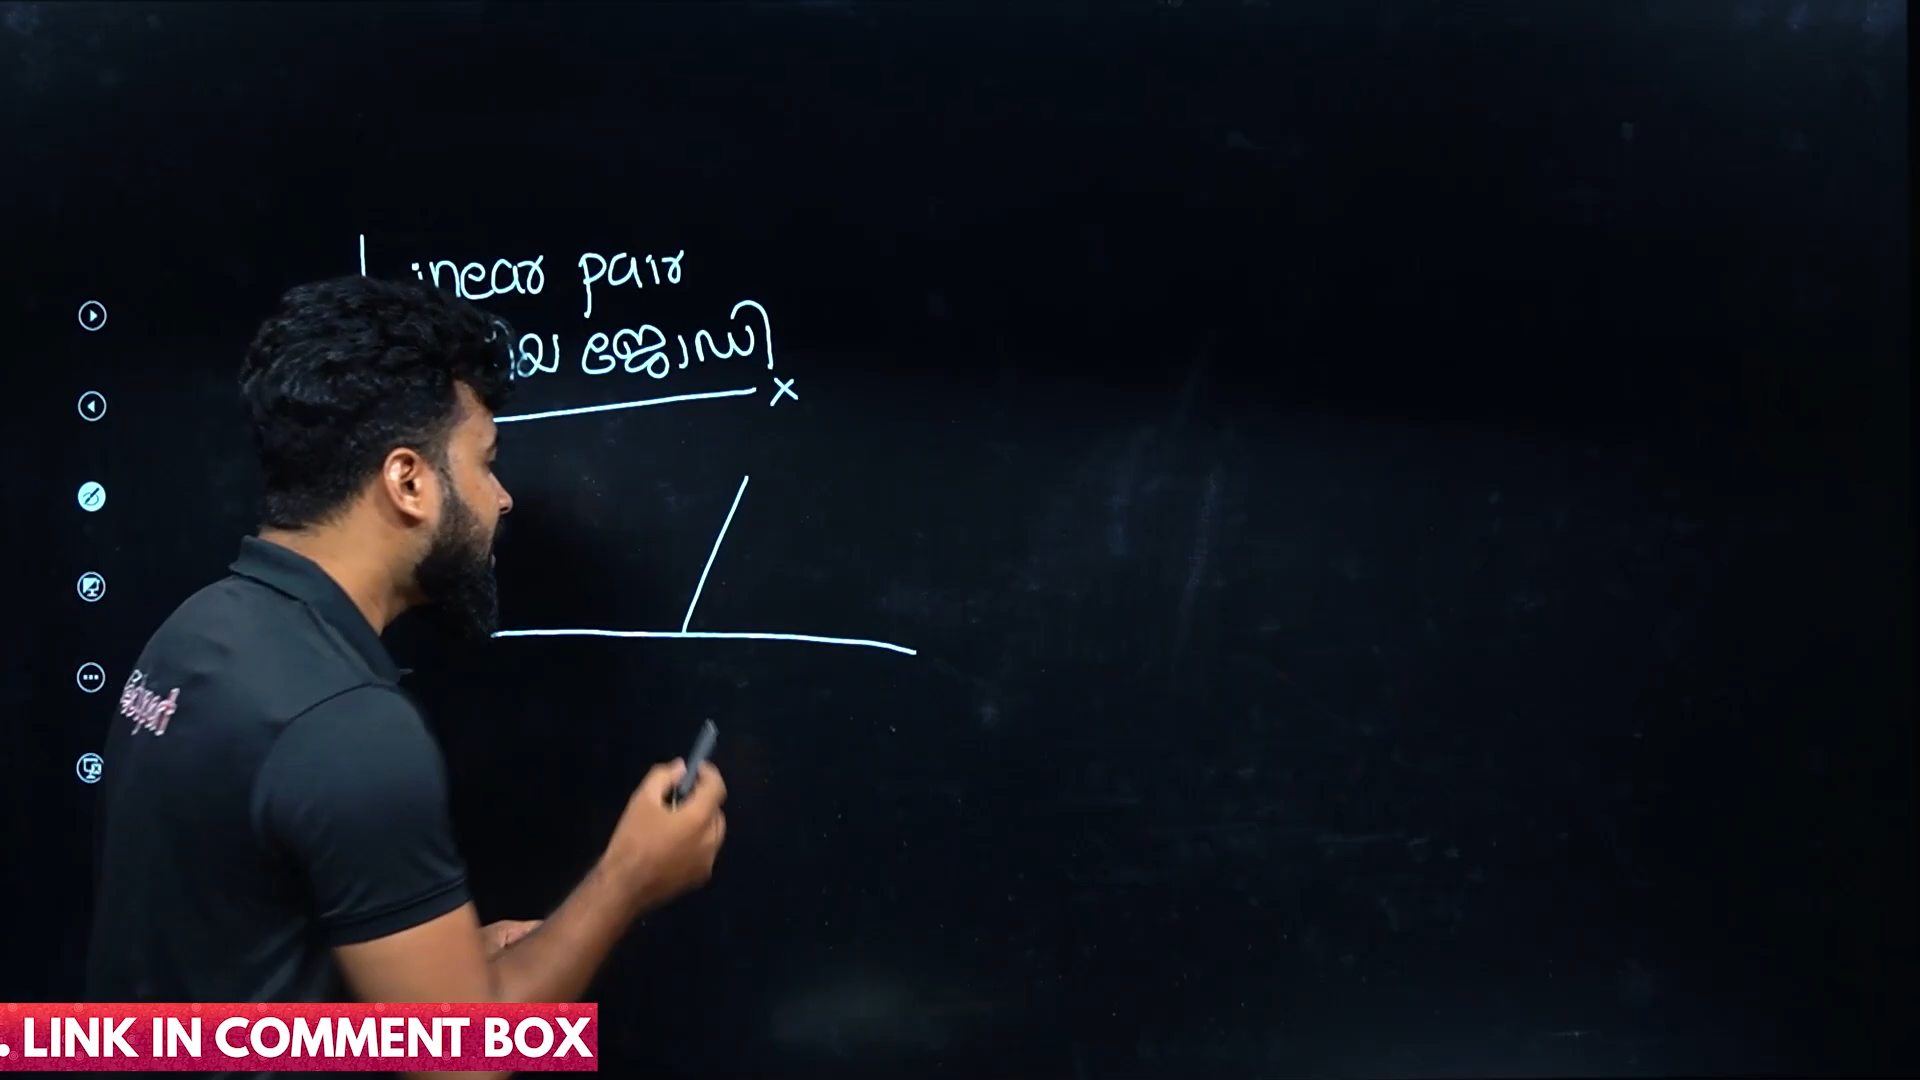 Linear pair
ജോഡി
x
. LINK IN COMMENT BOX